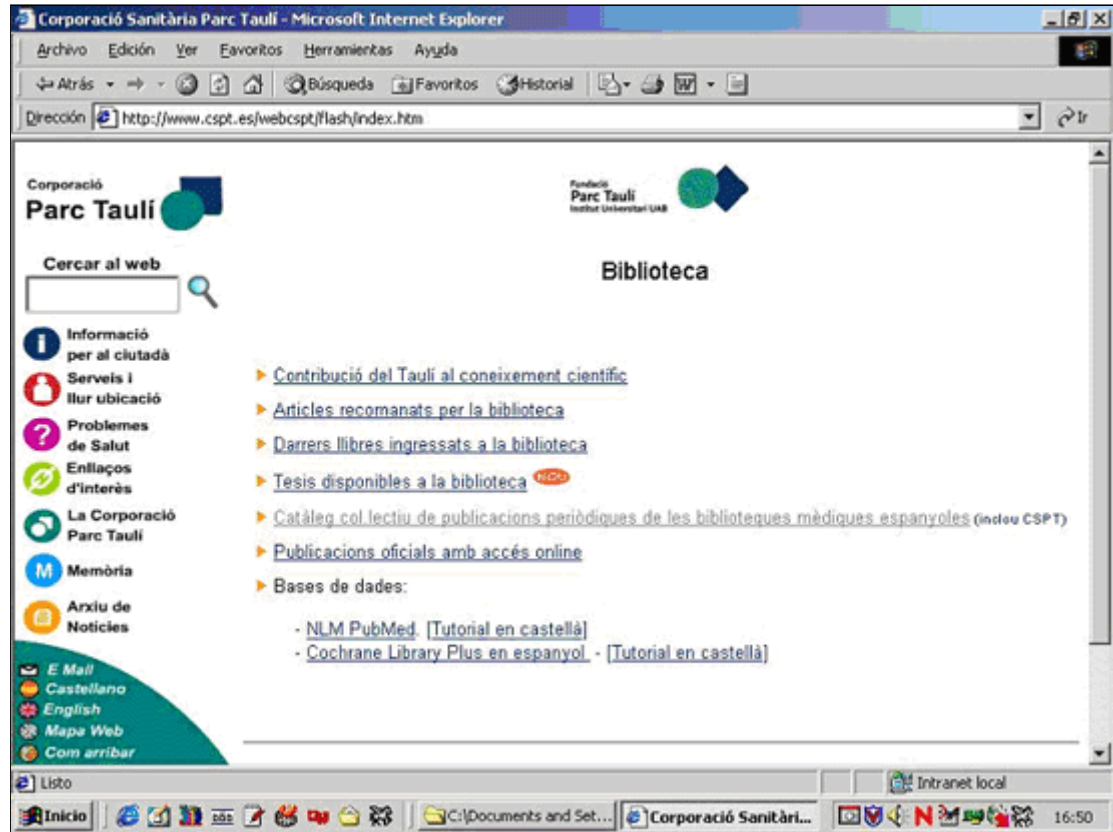 Corporació Sanitària Parc Taulí - Microsoft Internet Explorer
Archivo Edición Ver Favoritos Herramientas Ayuda
Atrás Búsqueda Favoritos Historial
Dirección http://www.cspt.es/webcspt/flash/index.htm Ir
Corporació
Parc Taulí
Fundació
Parc Taulí
Institut Universitari UAB
Cercar al web
Biblioteca
Informació
per al ciutadà
Serveis i
llur ubicació
Problemes
de Salut
Enllaços
d'interès
La Corporació
Parc Taulí
Memòria
Arxiu de
Noticies
E Mail
Castellano
English
Mapa Web
Com arribar
Contribució del Taulí al coneixement científic
Articles recomanats per la biblioteca
Darrers llibres ingressats a la biblioteca
Tesis disponibles a la biblioteca NOU
Catàleg col.lectiu de publicacions periòdiques de les biblioteques mèdiques espanyoles (inclou CSPT)
Publicacions oficials amb accés online
Bases de dades:
- NLM PubMed. [Tutorial en castellà]
- Cochrane Library Plus en espanyol - [Tutorial en castellà]
Listo Intranet local
Inicio C:\Documents and Set... Corporació Sanitàri... 16:50